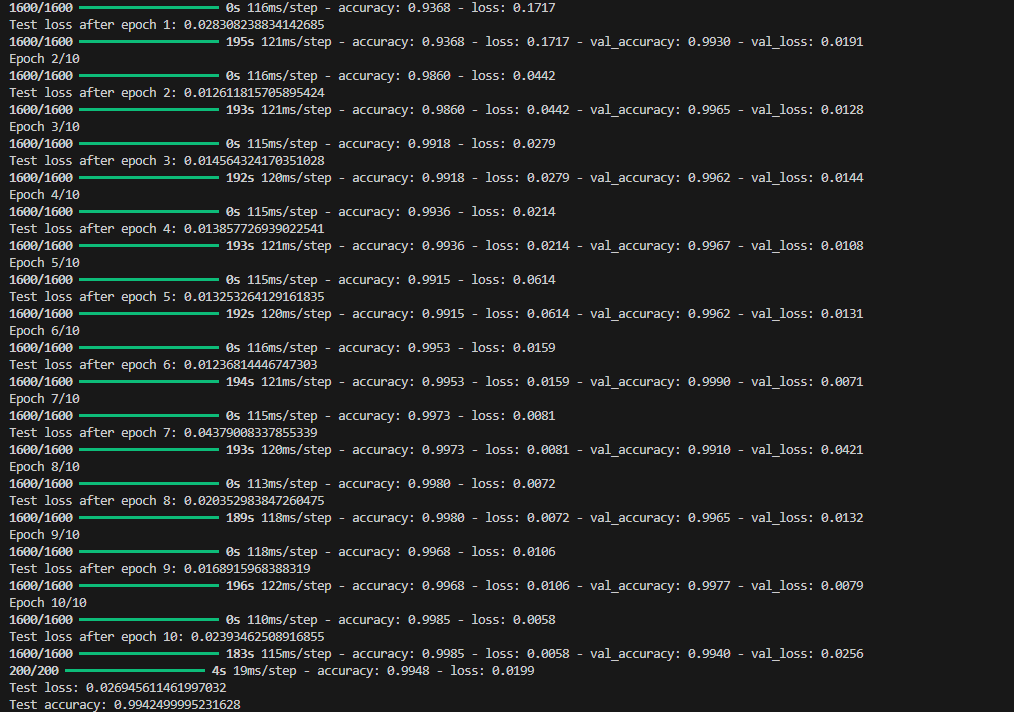 1600/1600 0s 116ms/step - accuracy: 0.9368 - loss: 0.1717
Test loss after epoch 1: 0.028308238834142685
1600/1600 195s 121ms/step - accuracy: 0.9368 - loss: 0.1717 - val_accuracy: 0.9930 - val_loss: 0.0191
Epoch 2/10
1600/1600 0s 116ms/step - accuracy: 0.9860 - loss: 0.0442
Test loss after epoch 2: 0.012611815705895424
1600/1600 193s 121ms/step - accuracy: 0.9860 - loss: 0.0442 - val_accuracy: 0.9965 - val_loss: 0.0128
Epoch 3/10
1600/1600 0s 115ms/step - accuracy: 0.9918 - loss: 0.0279
Test loss after epoch 3: 0.014564324170351028
1600/1600 192s 120ms/step - accuracy: 0.9918 - loss: 0.0279 - val_accuracy: 0.9962 - val_loss: 0.0144
Epoch 4/10
1600/1600 0s 115ms/step - accuracy: 0.9936 - loss: 0.0214
Test loss after epoch 4: 0.013857726939022541
1600/1600 193s 121ms/step - accuracy: 0.9936 - loss: 0.0214 - val_accuracy: 0.9967 - val_loss: 0.0108
Epoch 5/10
1600/1600 0s 115ms/step - accuracy: 0.9915 - loss: 0.0614
Test loss after epoch 5: 0.013253264129161835
1600/1600 192s 120ms/step - accuracy: 0.9915 - loss: 0.0614 - val_accuracy: 0.9962 - val_loss: 0.0131
Epoch 6/10
1600/1600 0s 116ms/step - accuracy: 0.9953 - loss: 0.0159
Test loss after epoch 6: 0.01236814446747303
1600/1600 194s 121ms/step - accuracy: 0.9953 - loss: 0.0159 - val_accuracy: 0.9990 - val_loss: 0.0071
Epoch 7/10
1600/1600 0s 115ms/step - accuracy: 0.9973 - loss: 0.0081
Test loss after epoch 7: 0.04379008337855339
1600/1600 193s 120ms/step - accuracy: 0.9973 - loss: 0.0081 - val_accuracy: 0.9910 - val_loss: 0.0421
Epoch 8/10
1600/1600 0s 113ms/step - accuracy: 0.9980 - loss: 0.0072
Test loss after epoch 8: 0.020352983847260475
1600/1600 189s 118ms/step - accuracy: 0.9980 - loss: 0.0072 - val_accuracy: 0.9965 - val_loss: 0.0132
Epoch 9/10
1600/1600 0s 118ms/step - accuracy: 0.9968 - loss: 0.0106
Test loss after epoch 9: 0.0168915968388319
1600/1600 196s 122ms/step - accuracy: 0.9968 - loss: 0.0106 - val_accuracy: 0.9977 - val_loss: 0.0079
Epoch 10/10
1600/1600 0s 110ms/step - accuracy: 0.9985 - loss: 0.0058
Test loss after epoch 10: 0.02393462508916855
1600/1600 183s 115ms/step - accuracy: 0.9985 - loss: 0.0058 - val_accuracy: 0.9940 - val_loss: 0.0256
200/200 4s 19ms/step - accuracy: 0.9948 - loss: 0.0199
Test loss: 0.026945611461997032
Test accuracy: 0.9942499995231628